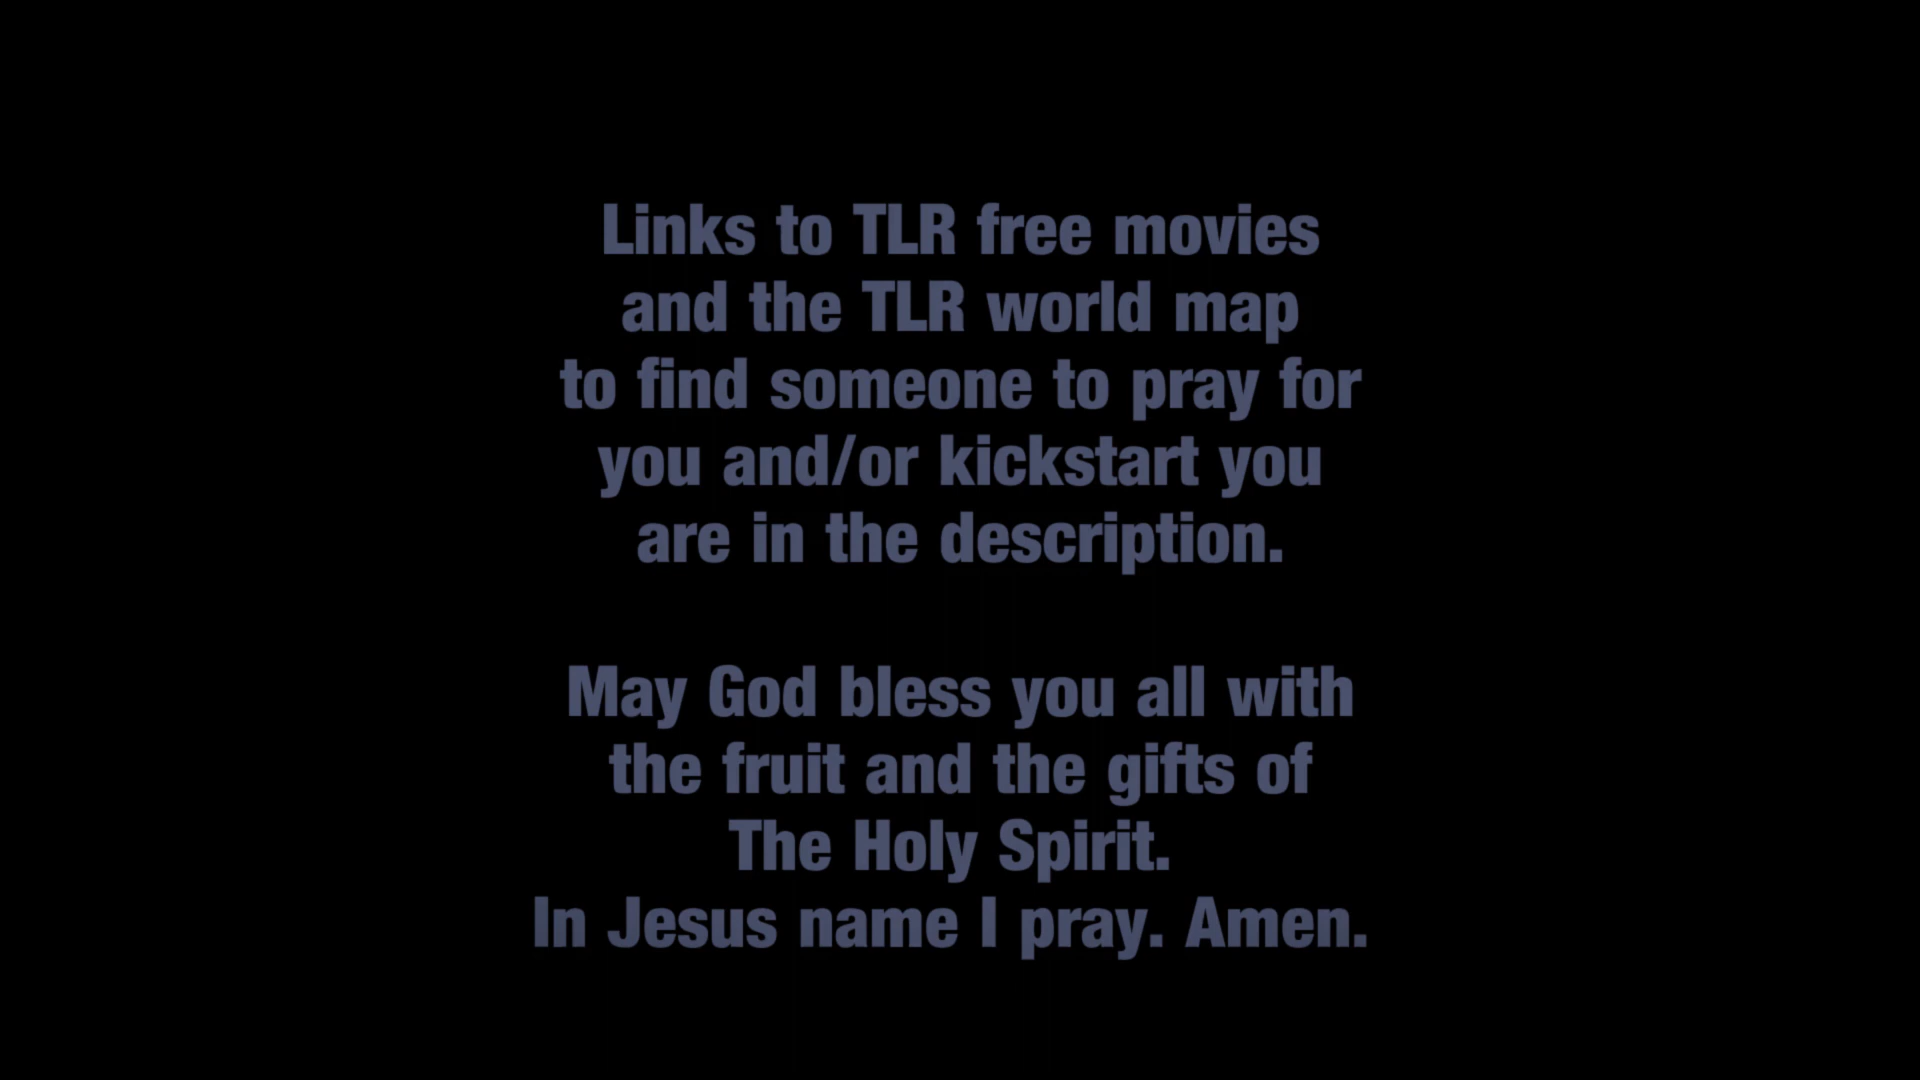 Links to TLR free movies
and the TLR world map
to find someone to pray for
you and/or kickstart you
are in the description.
May God bless you all with
the fruit and the gifts of
The Holy Spirit.
In Jesus name I pray. Amen.